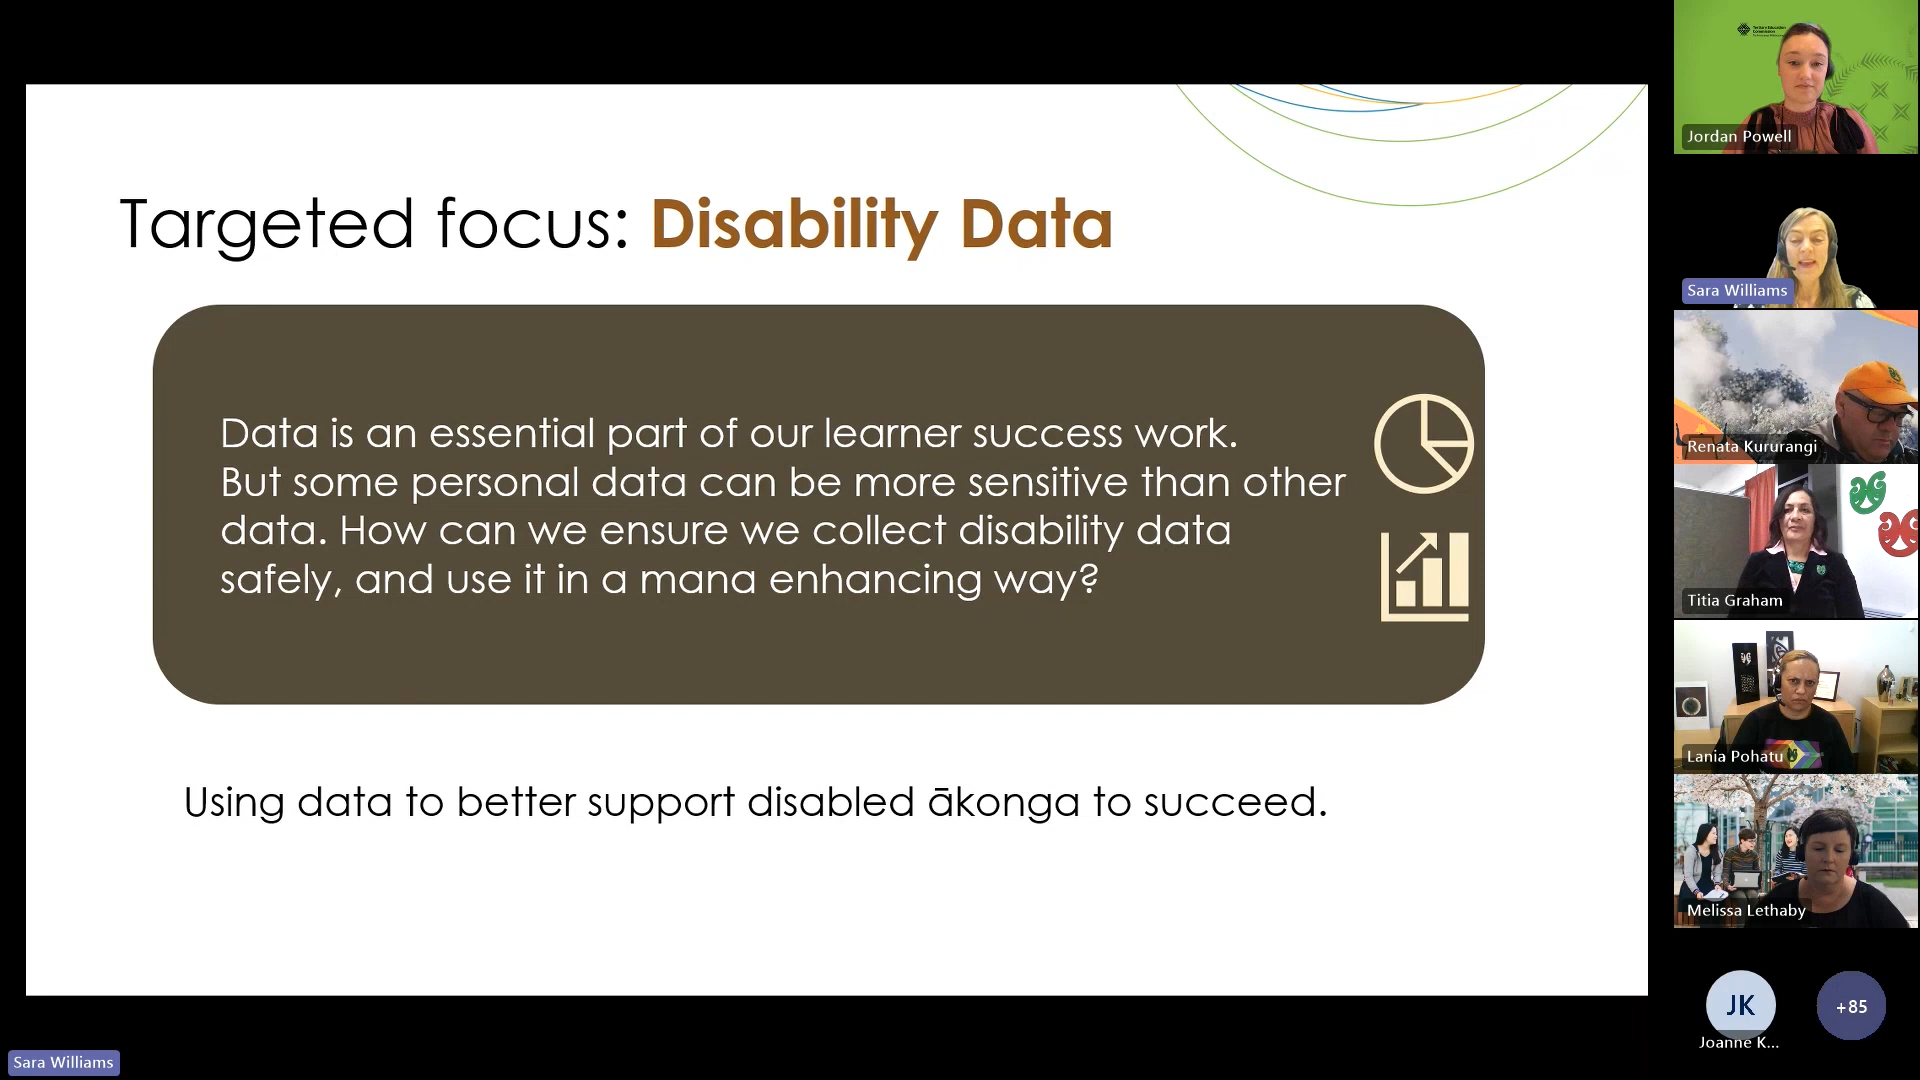 Targeted focus: Disability Data
Data is an essential part of our learner success work.
But some personal data can be more sensitive than other
data. How can we ensure we collect disability data
safely, and use it in a mana enhancing way?
Using data to better support disabled ākonga to succeed.
Sara Williams
Tertiary Education
Commission
Jordan Powell
Sara Williams
Renata Kururangi
Titia Graham
Lania Pohatu
Melissa Lethaby
JK
Joanne K...
+85